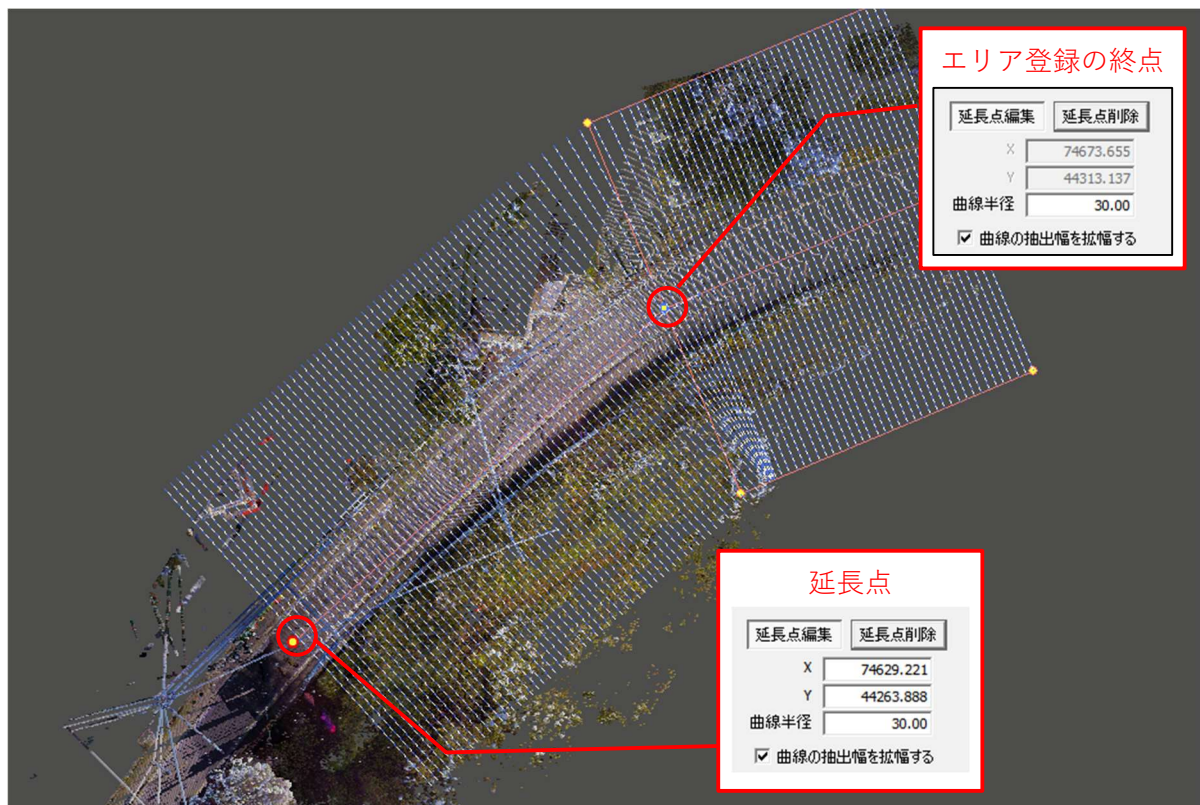 エリア登録の終点
延長点編集 延長点削除
X 74673.655
Y 44313.137
曲線半径 30.00
曲線の抽出幅を拡幅する
延長点
延長点編集 延長点削除
X 74629.221
Y 44263.888
曲線半径 30.00
曲線の抽出幅を拡幅する